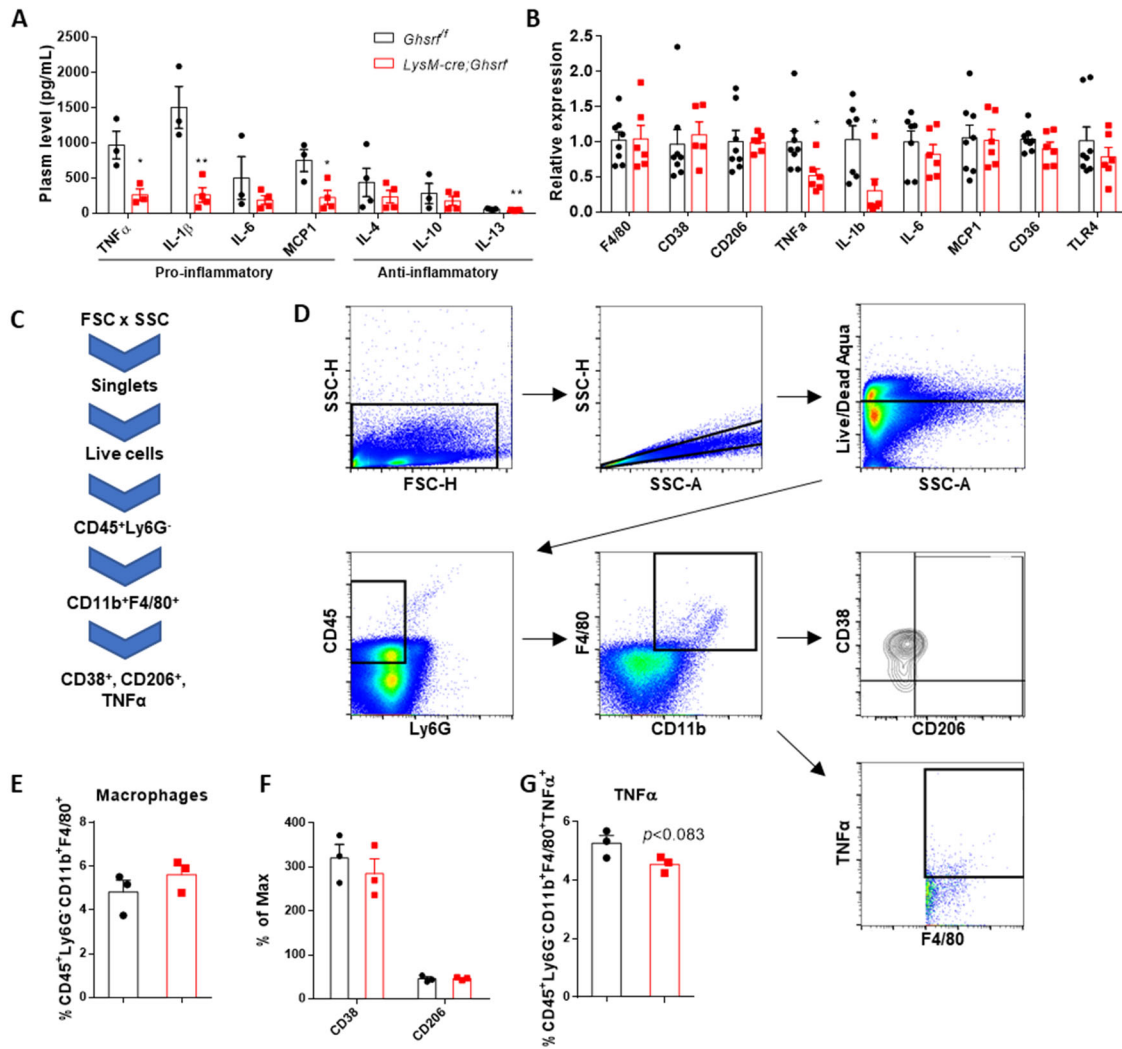 A
Plasm level (pg/mL)
2500
2000
1500
1000
500
0
Ghsrf/f
LysM-cre;Ghsrf
*
**
*
**
TNFα
IL-1β
IL-6
MCP1
IL-4
IL-10
IL-13
Pro-inflammatory
Anti-inflammatory
B
Relative expression
2.5
2.0
1.5
1.0
0.5
0.0
*
*
F4/80
CD38
CD206
TNFa
IL-1b
IL-6
MCP1
CD36
TLR4
C
FSC x SSC
Singlets
Live cells
CD45+Ly6G-
CD11b+F4/80+
CD38+, CD206+,
TNFα
D
SSC-H
FSC-H
SSC-H
SSC-A
Live/Dead Aqua
SSC-A
CD45
Ly6G
F4/80
CD11b
CD38
CD206
TNFα
F4/80
E
Macrophages
% CD45+Ly6G-CD11b+F4/80+
8
6
4
2
0
F
% of Max
400
300
200
100
0
CD38
CD206
G
TNFα
p<0.083
% CD45+Ly6G-CD11b+F4/80+TNFα+
6
4
2
0